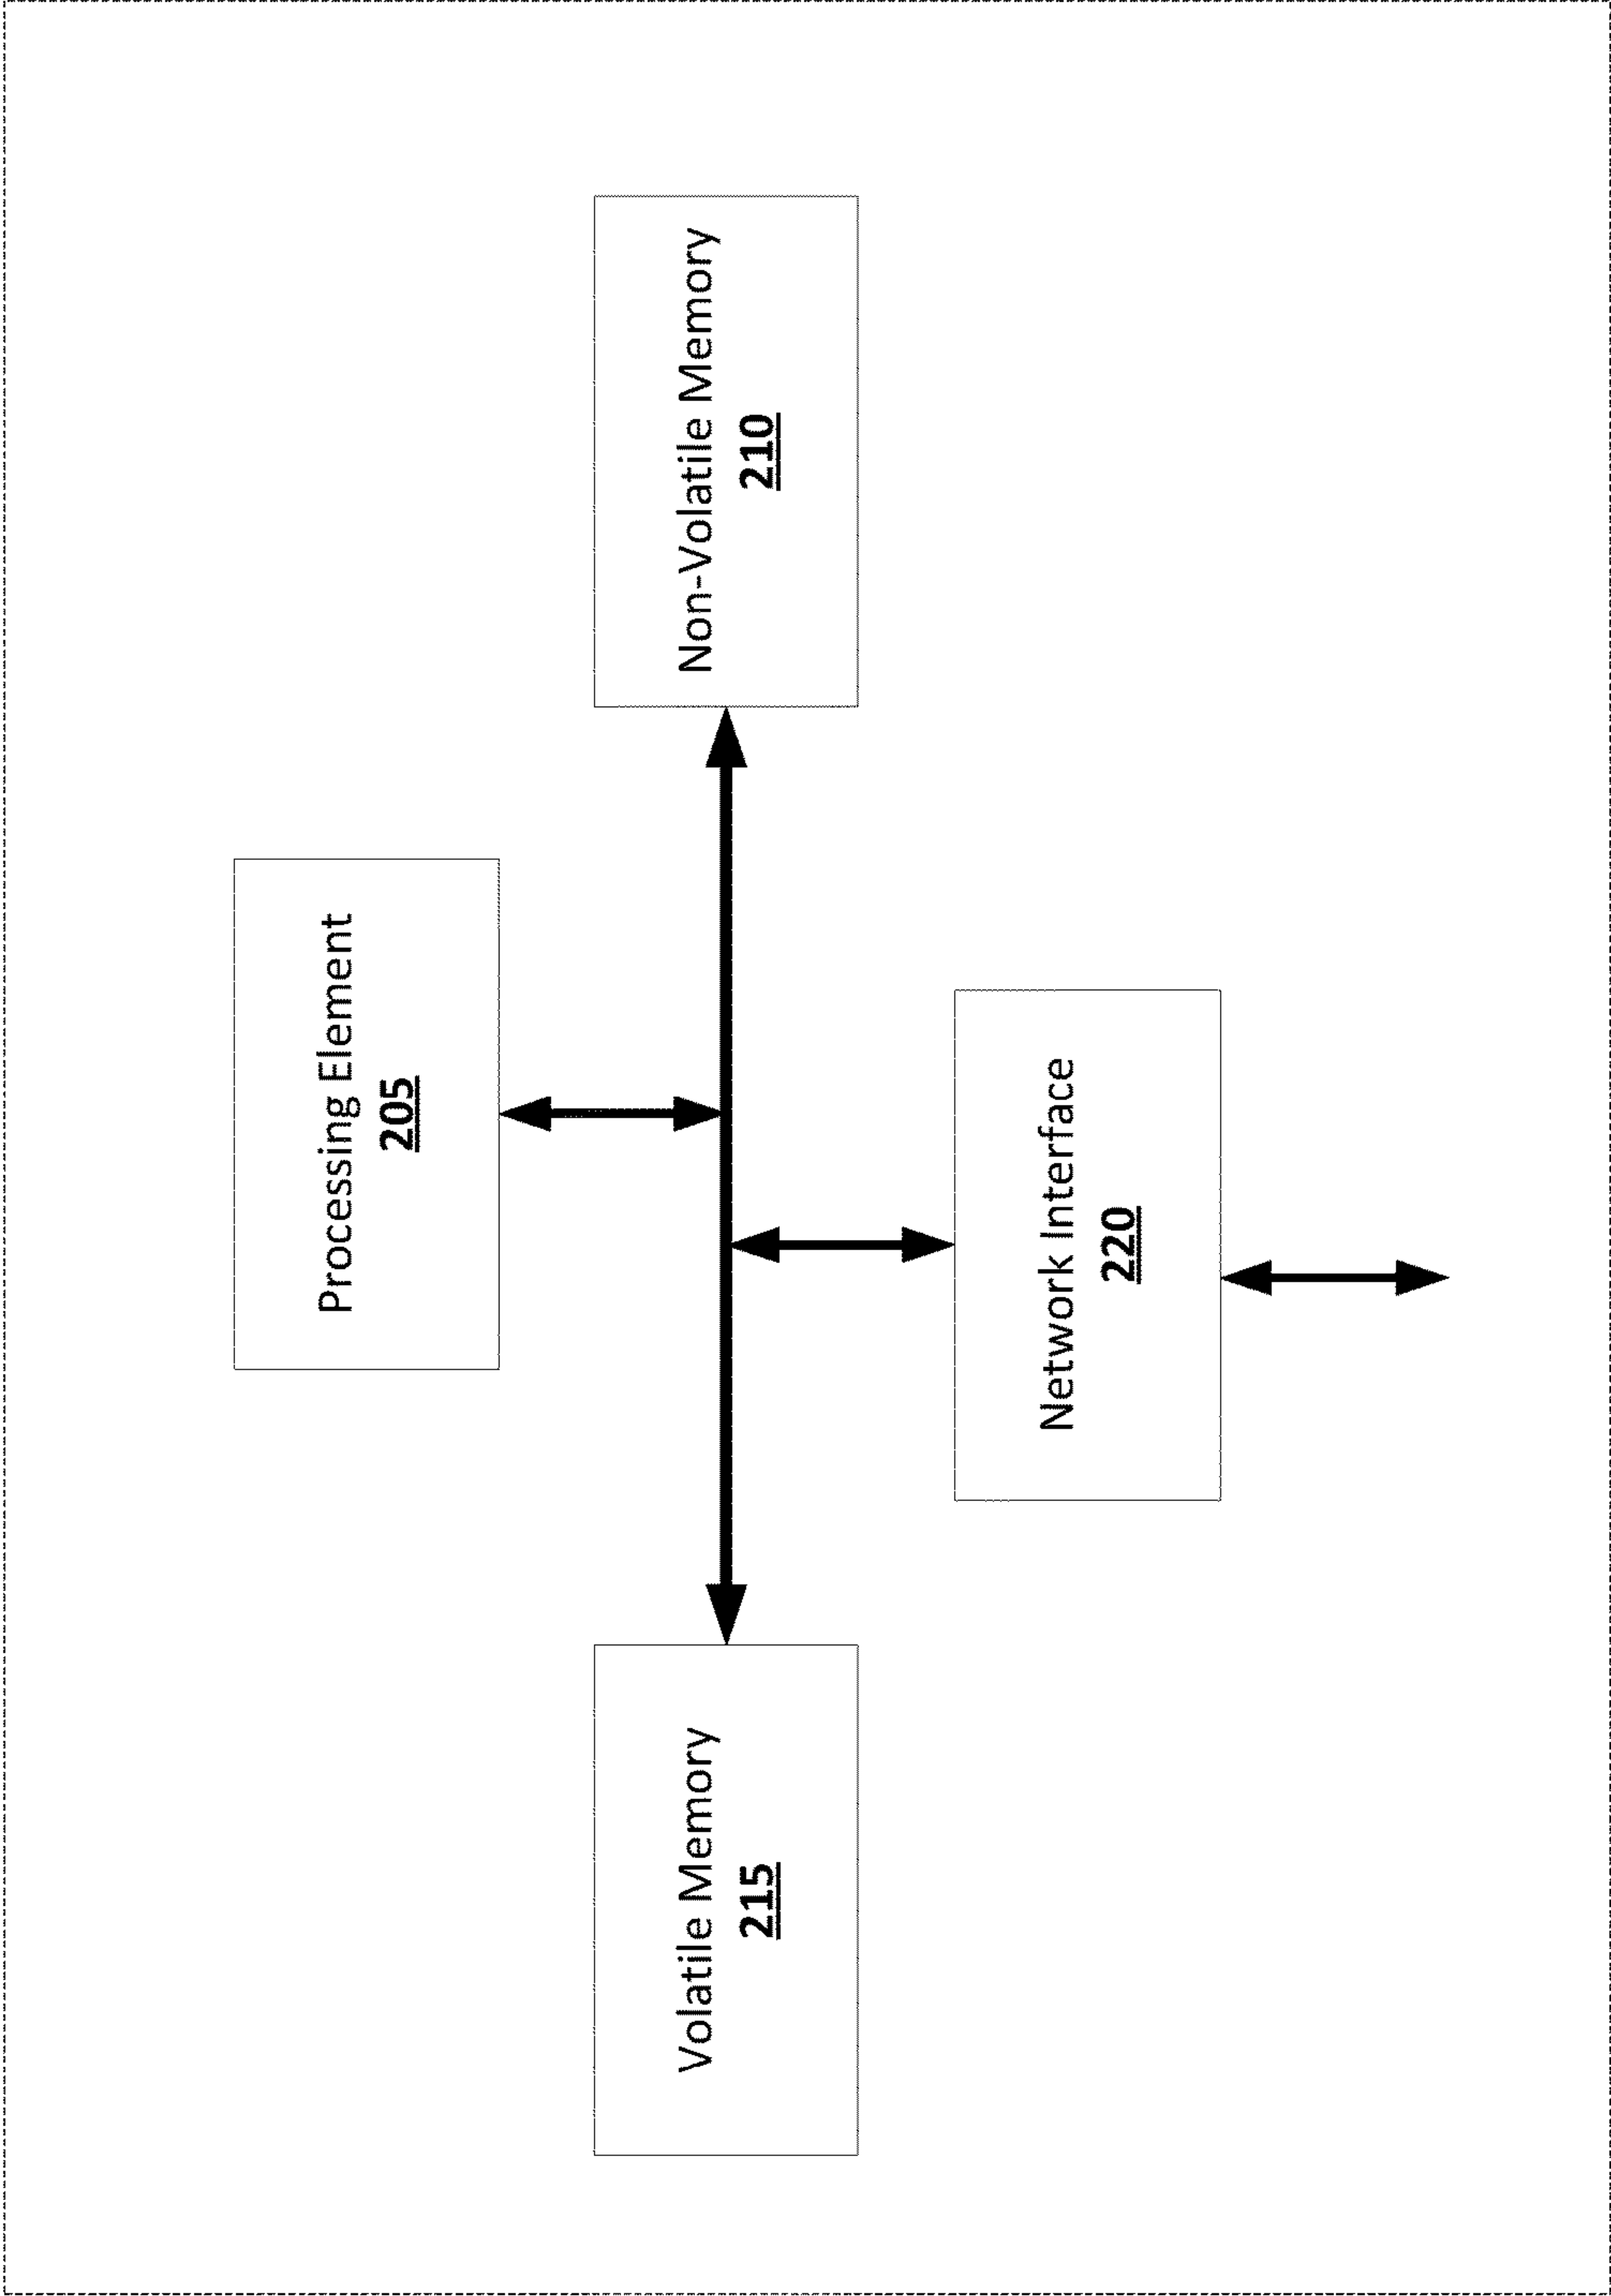 Processing Element
205
Volatile Memory
215
Non-Volatile Memory
210
Network Interface
220